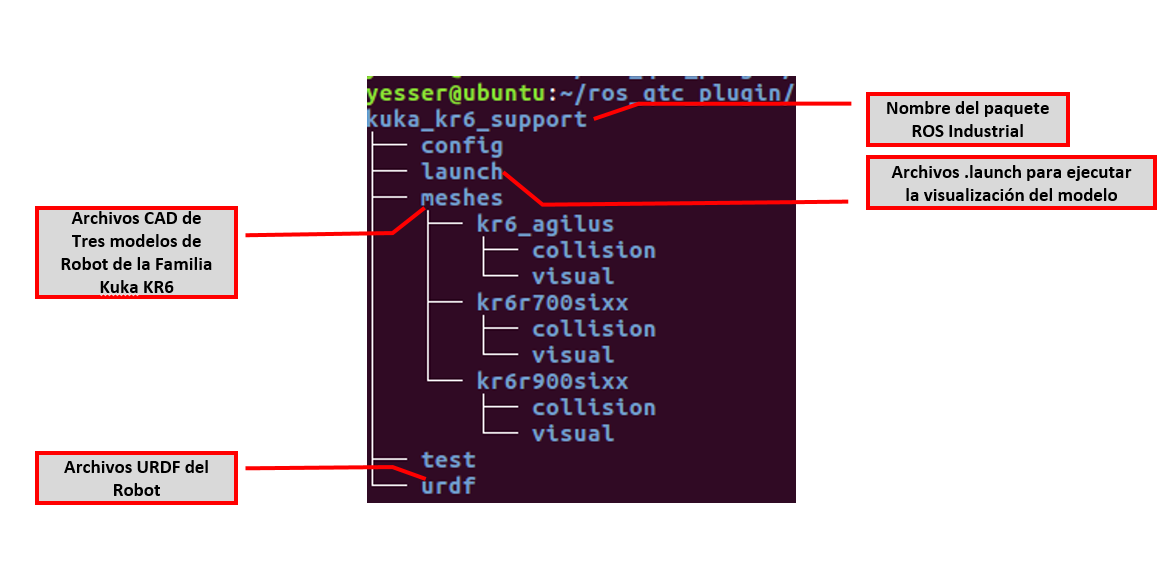 yesser@ubuntu:~/ros_qtc_plugin/
kuka_kr6_support
config
launch
meshes
kr6_agilus
collision
visual
kr6r700sixx
collision
visual
kr6r900sixx
collision
visual
test
urdf
Nombre del paquete
ROS Industrial
Archivos .launch para ejecutar
la visualización del modelo
Archivos CAD de
Tres modelos de
Robot de la Familia
Kuka KR6
Archivos URDF del
Robot